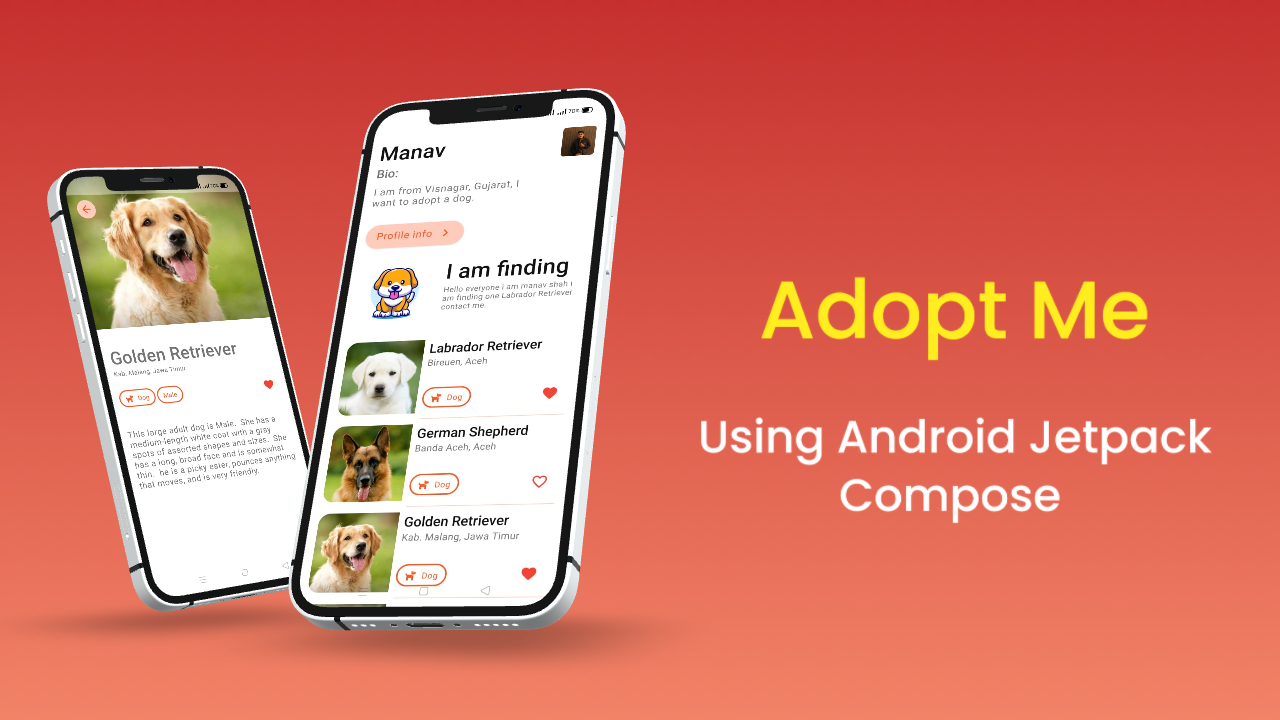 70%
Golden Retriever
Kab. Malang, Jawa Timur
Dog
Male
This large adult dog is Male. She has a
medium-length white coat with a gray
spots of assorted shapes and sizes. She
has a long, broad face and is somewhat
thin. he is a picky eater, pounces anything
that moves, and is very friendly.
70%
Manav
Bio:
I am from Visnagar, Gujarat, I
want to adopt a dog.
Profile info
I am finding
Hello everyone i am manav shah I
am finding one Labrador Retriever
contact me
Labrador Retriever
Bireuen, Aceh
Dog
German Shepherd
Banda Aceh, Aceh
Dog
Golden Retriever
Kab. Malang, Jawa Timur
Dog
Adopt Me
Using Android Jetpack
Compose